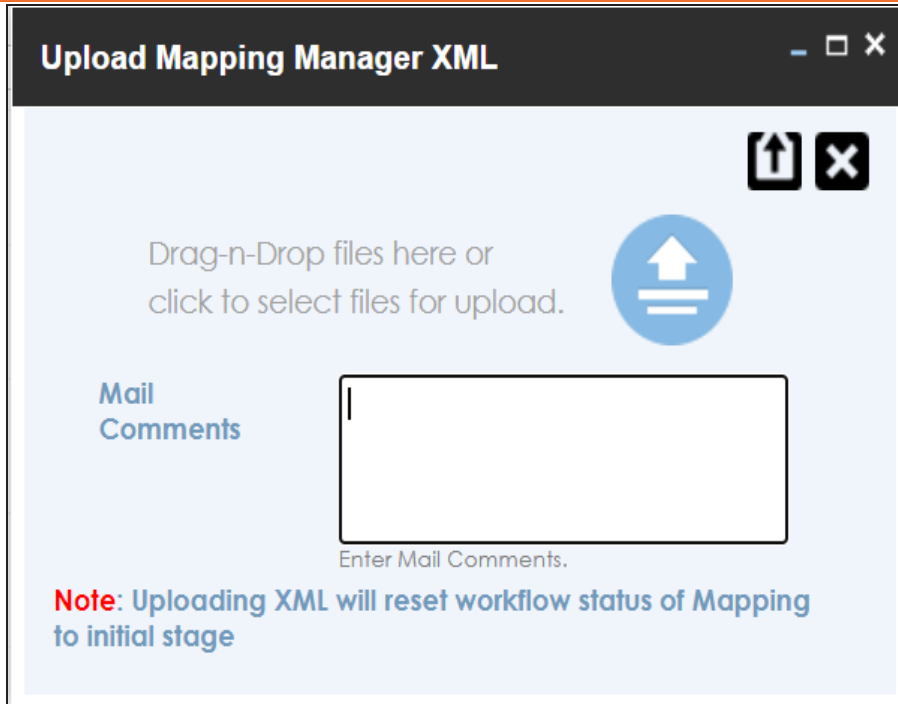 Upload Mapping Manager XML
Drag-n-Drop files here or
click to select files for upload.
Mail
Comments
Enter Mail Comments.
Note: Uploading XML will reset workflow status of Mapping
to initial stage